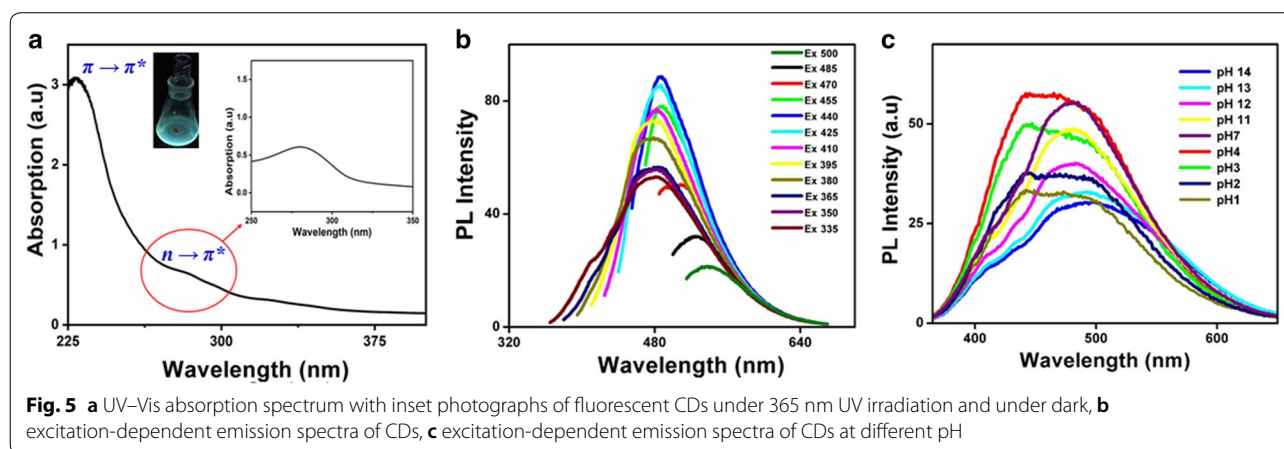 a
π → π*
n → π*
Absorption (a.u)
3
2
1
0
225
300
375
Wavelength (nm)
Absorption (a.u)
1.5
1.0
0.5
0.0
250
300
350
Wavelength (nm)
b
PL Intensity
80
40
0
320
480
640
Wavelength (nm)
Ex 500
Ex 485
Ex 470
Ex 455
Ex 440
Ex 425
Ex 410
Ex 395
Ex 380
Ex 365
Ex 350
Ex 335
c
PL Intensity (a.u)
50
25
0
400
500
600
Wavelength (nm)
pH 14
pH 13
pH 12
pH 11
pH7
pH4
pH3
pH2
pH1
Fig. 5 a UV–Vis absorption spectrum with inset photographs of fluorescent CDs under 365 nm UV irradiation and under dark, b
excitation-dependent emission spectra of CDs, c excitation-dependent emission spectra of CDs at different pH